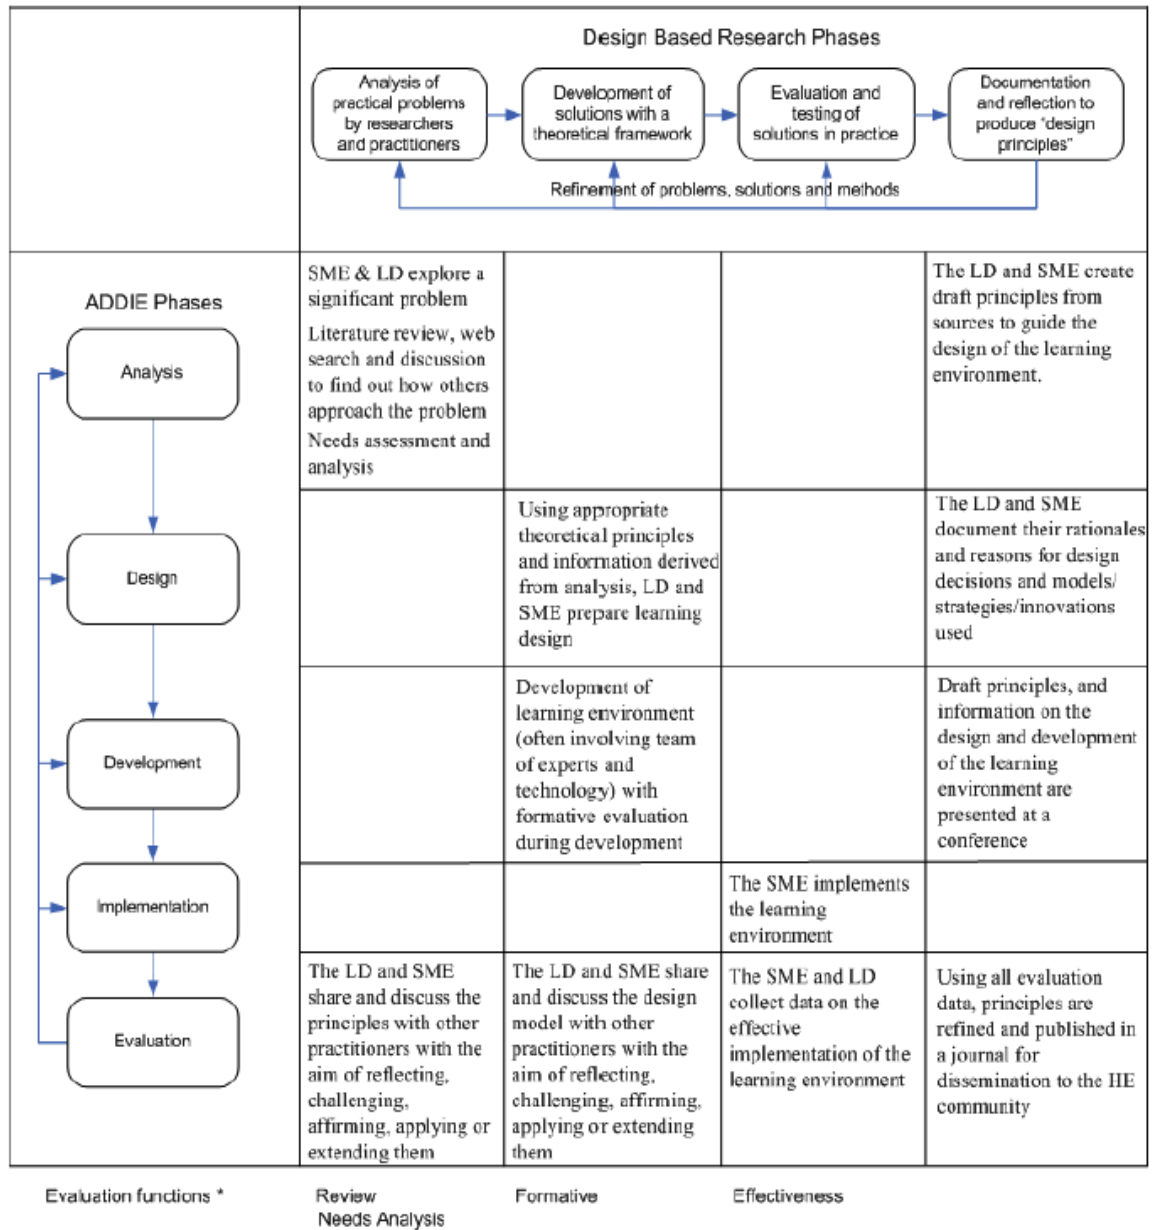 Design Based Research Phases
Analysis of
practical problems
by researchers
and practitioners
Development of
solutions with a
theoretical framework
Evaluation and
testing of
solutions in practice
Documentation
and reflection to
produce "design
principles"
Refinement of problems, solutions and methods
ADDIE Phases
Analysis
SME & LD explore a
significant problem
Literature review, web
search and discussion
to find out how others
approach the problem
Needs assessment and
analysis
The LD and SME create
draft principles from
sources to guide the
design of the learning
environment.
Design
Using appropriate
theoretical principles
and information derived
from analysis, LD and
SME prepare learning
design
The LD and SME
document their rationales
and reasons for design
decisions and models/
strategies/innovations
used
Development
Development of
learning environment
(often involving team
of experts and
technology) with
formative evaluation
during development
Draft principles, and
information on the
design and development
of the learning
environment are
presented at a
conference
Implementation
The SME implements
the learning
environment
Evaluation
The LD and SME
share and discuss the
principles with other
practitioners with the
aim of reflecting,
challenging,
affirming, applying or
extending them
The LD and SME share
and discuss the design
model with other
practitioners with the
aim of reflecting,
challenging, affirming,
applying or extending
them
The SME and LD
collect data on the
effective
implementation of the
learning environment
Using all evaluation
data, principles are
refined and published in
a journal for
dissemination to the HE
community
Evaluation functions *
Review
Needs Analysis
Formative
Effectiveness